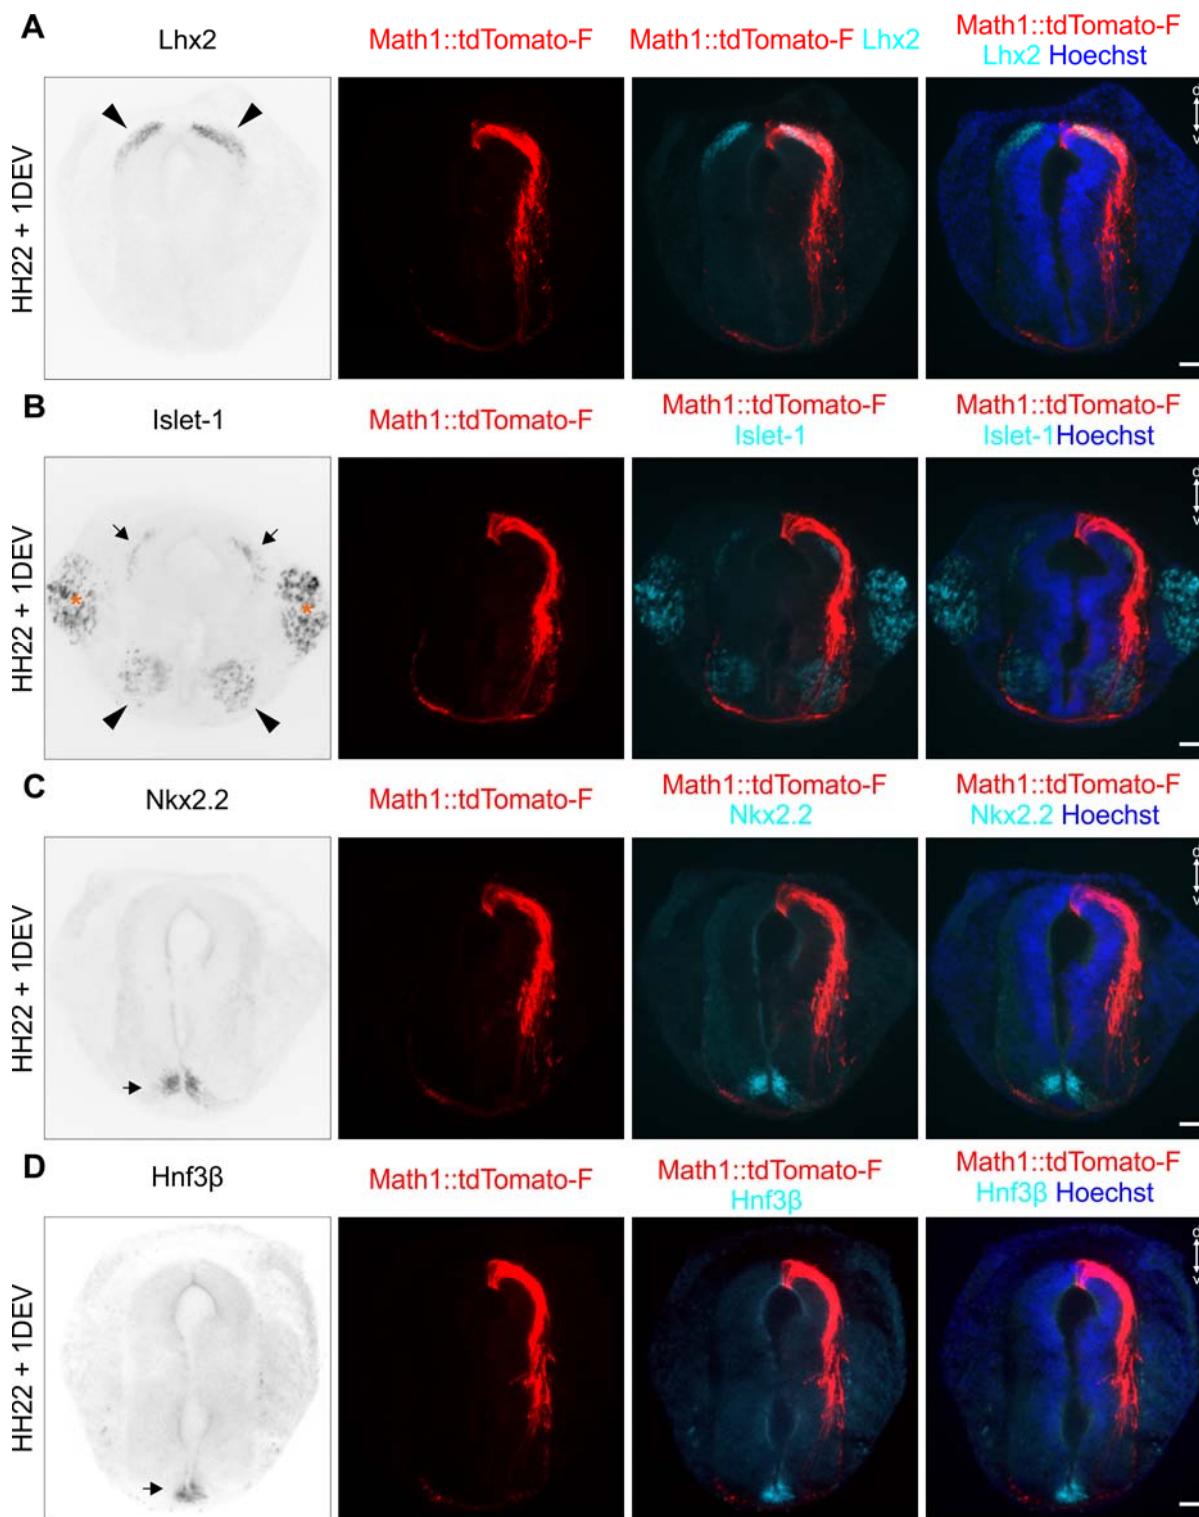 A
Lhx2
Math1::tdTomato-F
Math1::tdTomato-F Lhx2
Math1::tdTomato-F
Lhx2 Hoechst
HH22 + 1DEV
D
V
B
Islet-1
Math1::tdTomato-F
Math1::tdTomato-F
Islet-1
Math1::tdTomato-F
Islet-1Hoechst
HH22 + 1DEV
*
*
D
V
C
Nkx2.2
Math1::tdTomato-F
Math1::tdTomato-F
Nkx2.2
Math1::tdTomato-F
Nkx2.2 Hoechst
HH22 + 1DEV
D
V
D
Hnf3β
Math1::tdTomato-F
Math1::tdTomato-F
Hnf3β
Math1::tdTomato-F
Hnf3β Hoechst
HH22 + 1DEV
D
V